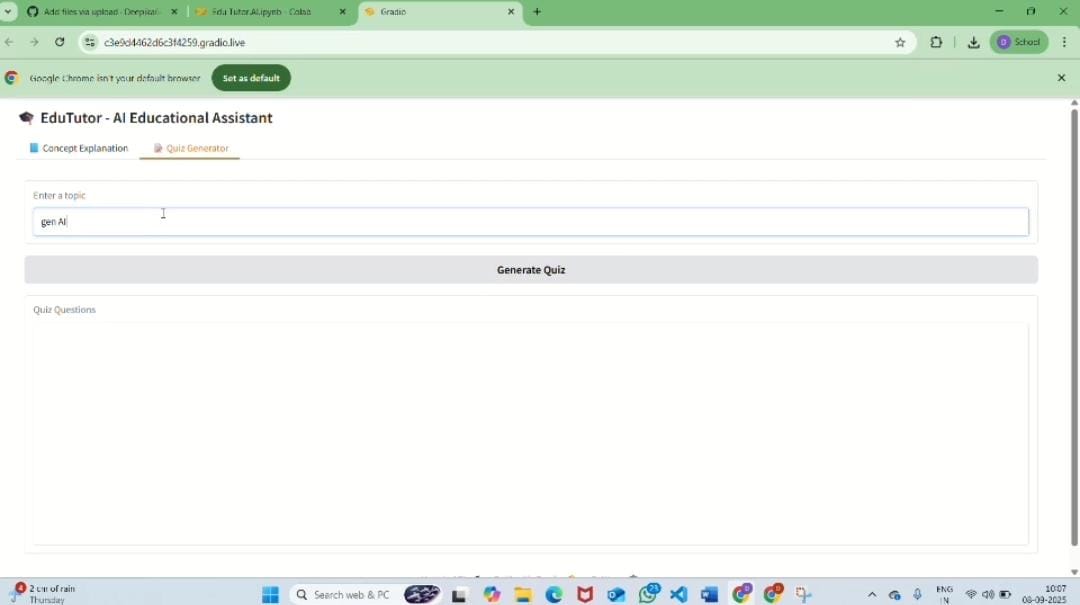 Add files via upload · Deepika
Edu Tutor.AI.ipynb - Colab
Gradio
c3e9d4462d6c3f4259.gradio.live
School
Google Chrome isn't your default browser
Set as default
EduTutor - AI Educational Assistant
Concept Explanation
Quiz Generator
Enter a topic
gen AI
Generate Quiz
Quiz Questions
2 cm of rain
Thursday
Search web & PC
ENG
IN
10:07
08-09-2025